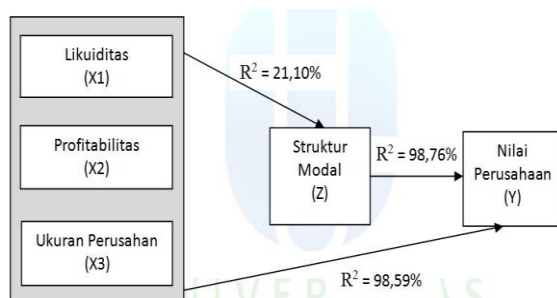 Likuiditas
(X1)
R² = 21,10%
Profitabilitas
(X2)
Struktur
Modal
(Z)
R² = 98,76%
Nilai
Perusahaan
(Y)
Ukuran Perusahan
(X3)
R² = 98,59%